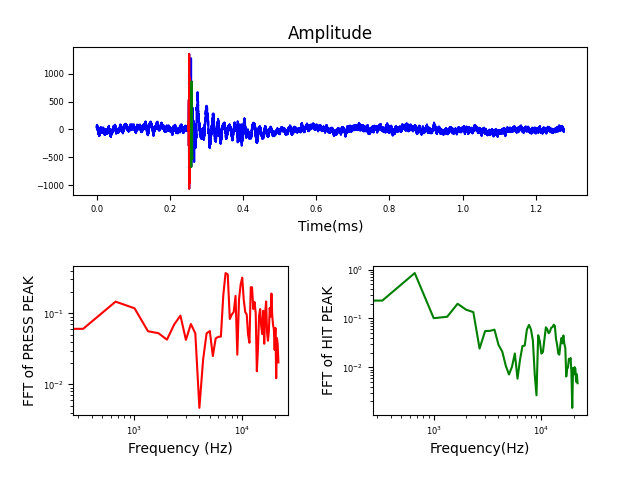 Amplitude
1000
500
0
−500
−1000
0.0 0.2 0.4 0.6 0.8 1.0 1.2
Time(ms)
FFT of PRESS PEAK
10⁻¹
10⁻²
10³ 10⁴
Frequency (Hz)
FFT of HIT PEAK
10⁰
10⁻¹
10⁻²
10³ 10⁴
Frequency(Hz)